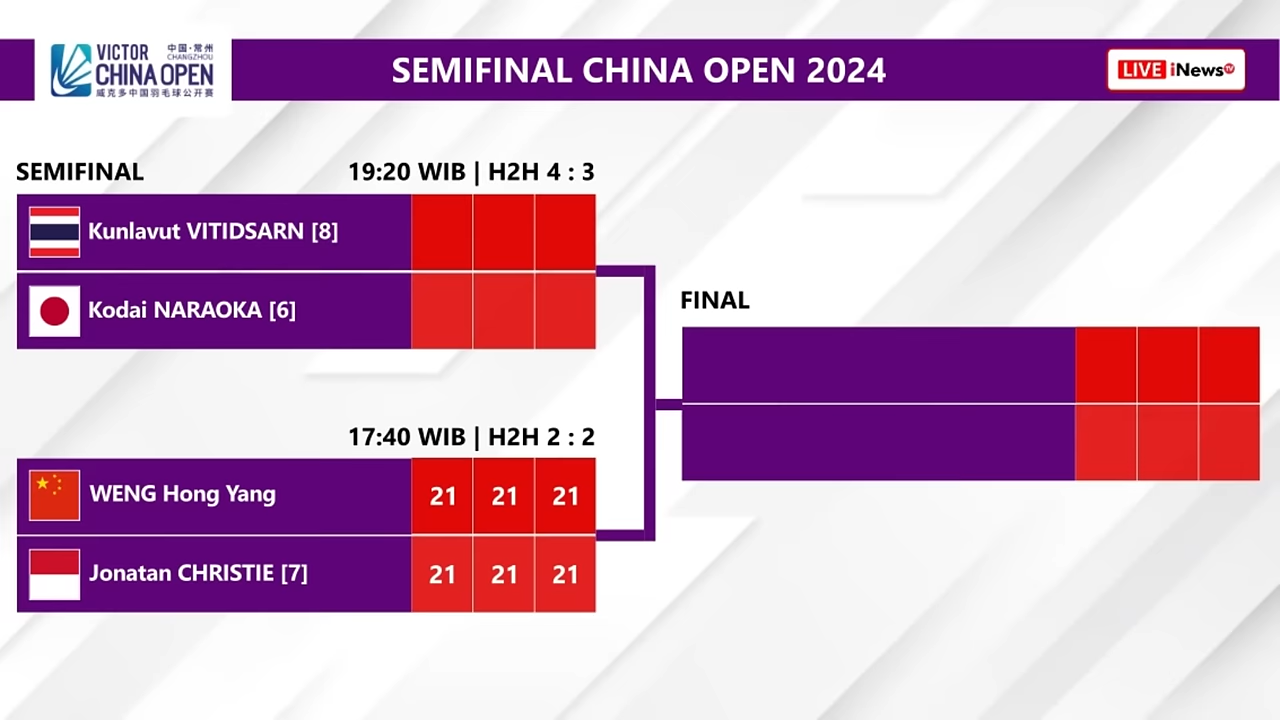 VICTOR
中国·常州
CHANGZHOU
CHINA OPEN
威克多中国羽毛球公开赛
SEMIFINAL CHINA OPEN 2024
LIVE iNews TV
SEMIFINAL
19:20 WIB | H2H 4 : 3
Kunlavut VITIDSARN [8]
Kodai NARAOKA [6]
FINAL
17:40 WIB | H2H 2 : 2
WENG Hong Yang 21 21 21
Jonatan CHRISTIE [7] 21 21 21